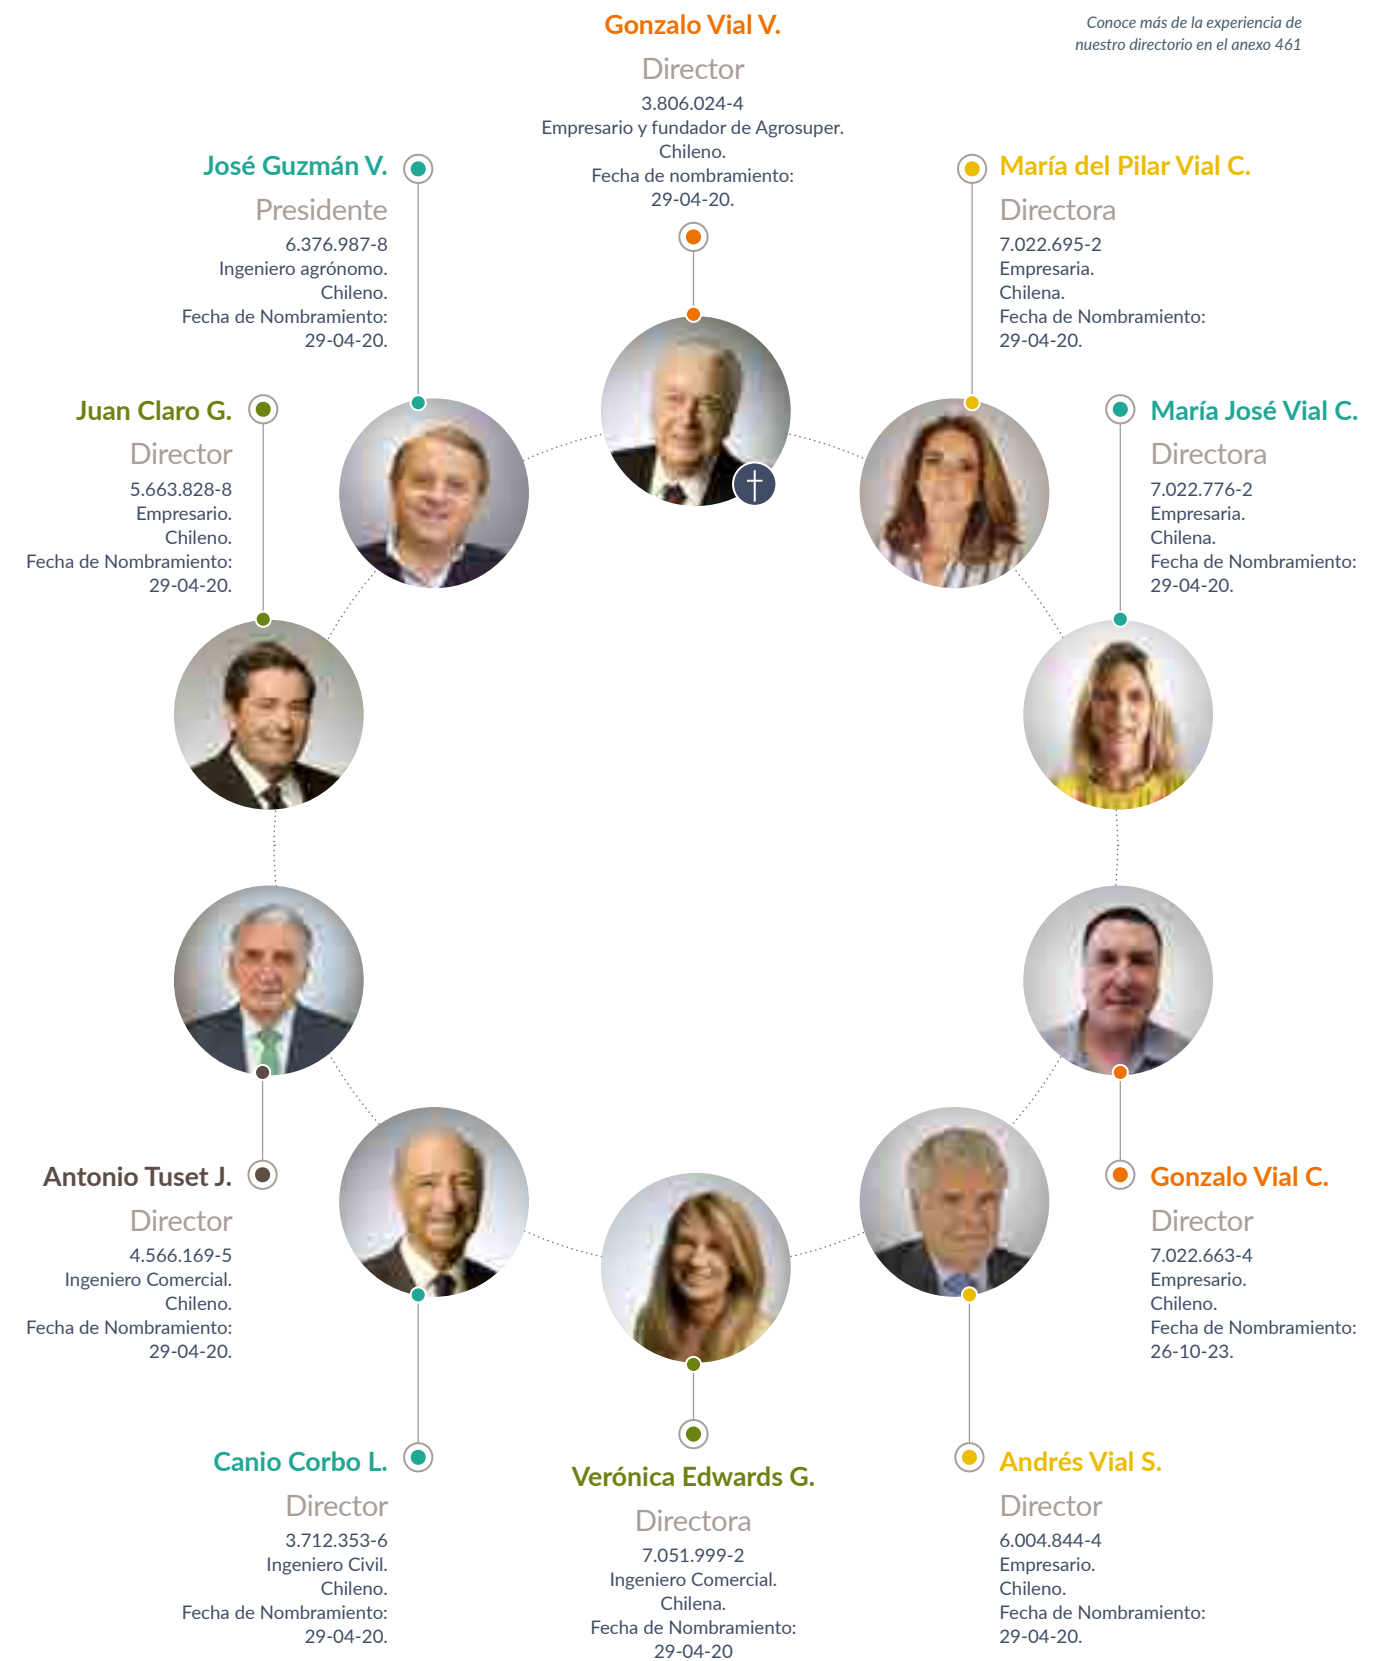 Gonzalo Vial V.
Director
3.806.024-4
Empresario y fundador de Agrosuper.
Chileno.
Fecha de nombramiento:
29-04-20.
Conoce más de la experiencia de
nuestro directorio en el anexo 461
José Guzmán V.
Presidente
6.376.987-8
Ingeniero agrónomo.
Chileno.
Fecha de Nombramiento:
29-04-20.
María del Pilar Vial C.
Directora
7.022.695-2
Empresaria.
Chilena.
Fecha de Nombramiento:
29-04-20.
Juan Claro G.
Director
5.663.828-8
Empresario.
Chileno.
Fecha de Nombramiento:
29-04-20.
María José Vial C.
Directora
7.022.776-2
Empresaria.
Chilena.
Fecha de Nombramiento:
29-04-20.
Antonio Tuset J.
Director
4.566.169-5
Ingeniero Comercial.
Chileno.
Fecha de Nombramiento:
29-04-20.
Gonzalo Vial C.
Director
7.022.663-4
Empresario.
Chileno.
Fecha de Nombramiento:
26-10-23.
Canio Corbo L.
Director
3.712.353-6
Ingeniero Civil.
Chileno.
Fecha de Nombramiento:
29-04-20.
Verónica Edwards G.
Directora
7.051.999-2
Ingeniero Comercial.
Chilena.
Fecha de Nombramiento:
29-04-20
Andrés Vial S.
Director
6.004.844-4
Empresario.
Chileno.
Fecha de Nombramiento:
29-04-20.